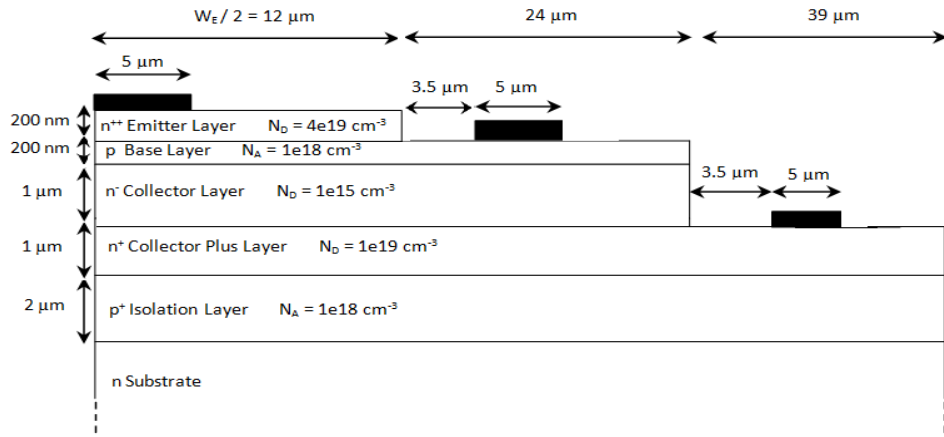 W_E / 2 = 12 µm
24 µm
39 µm
5 µm
3.5 µm
5 µm
200 nm
n⁺⁺ Emitter Layer N_D = 4e19 cm⁻³
200 nm
p Base Layer N_A = 1e18 cm⁻³
1 µm
n⁻ Collector Layer N_D = 1e15 cm⁻³
3.5 µm
5 µm
1 µm
n⁺ Collector Plus Layer N_D = 1e19 cm⁻³
2 µm
p⁺ Isolation Layer N_A = 1e18 cm⁻³
n Substrate